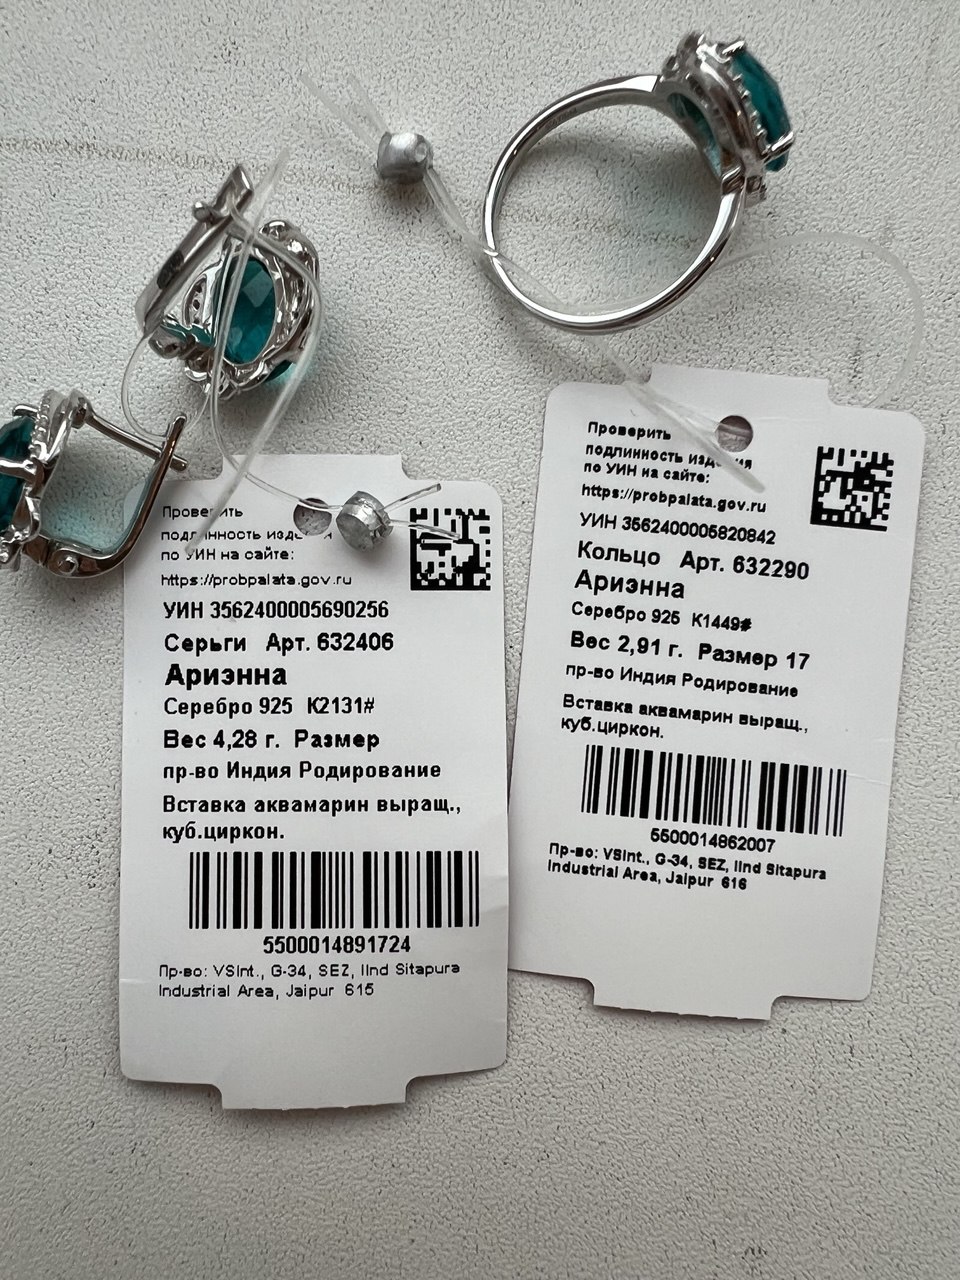 Проверить
подлинность
по УИН на сайте:
https://probpalata.gov.ru
УИН 3562400005690256
Серьги Арт. 632406
Ариэнна
Серебро 925 К2131#
Вес 4,28 г. Размер
пр-во Индия Родирование
Вставка аквамарин выращ.,
куб.циркон.
5500014891724
Пр-во: VSInt., G-34, SEZ, IInd Sitapura
Industrial Area, Jaipur 615
Проверить
подлинность изделия
по УИН на сайте:
https://probpalata.gov.ru
УИН 3562400005820842
Кольцо Арт. 632290
Ариэнна
Серебро 925 К1449#
Вес 2,91 г. Размер 17
пр-во Индия Родирование
Вставка аквамарин выращ.,
куб.циркон.
5500014862007
Пр-во: VSInt., G-34, SEZ, IInd Sitapura
Industrial Area, Jaipur 616